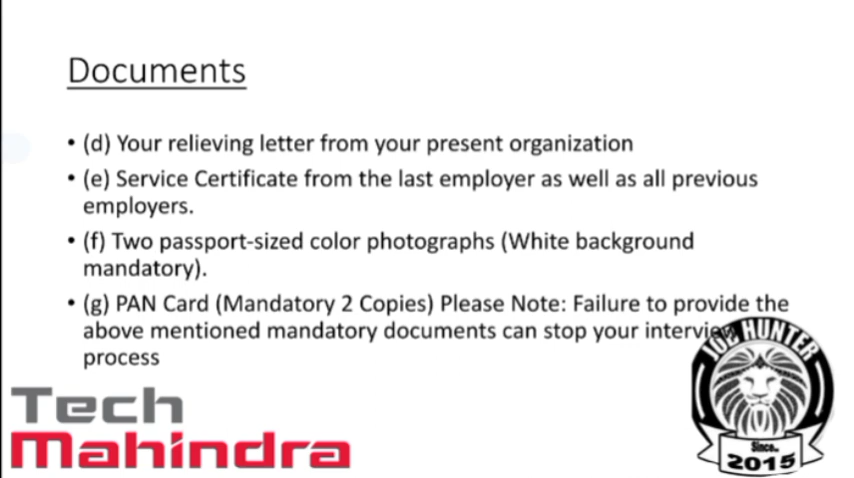 Documents
• (d) Your relieving letter from your present organization
• (e) Service Certificate from the last employer as well as all previous
employers.
• (f) Two passport-sized color photographs (White background
mandatory).
• (g) PAN Card (Mandatory 2 Copies) Please Note: Failure to provide the
above mentioned mandatory documents can stop your interview
process
JOB HUNTER
Tech
Mahindra
Since..
2015